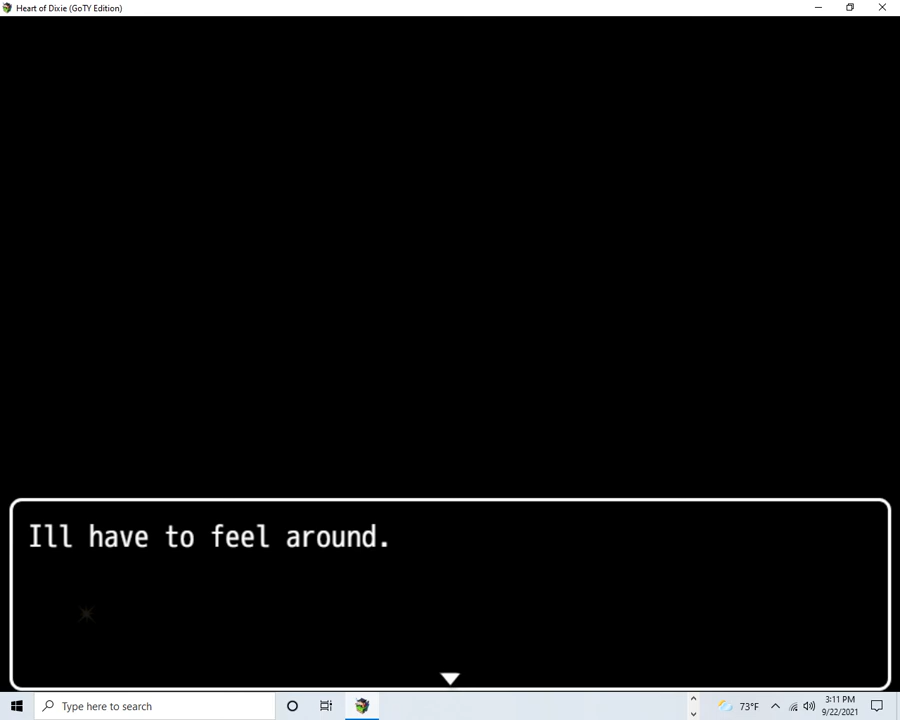 Heart of Dixie (GoTY Edition)
Ill have to feel around.
Type here to search
73°F
3:11 PM
9/22/2021